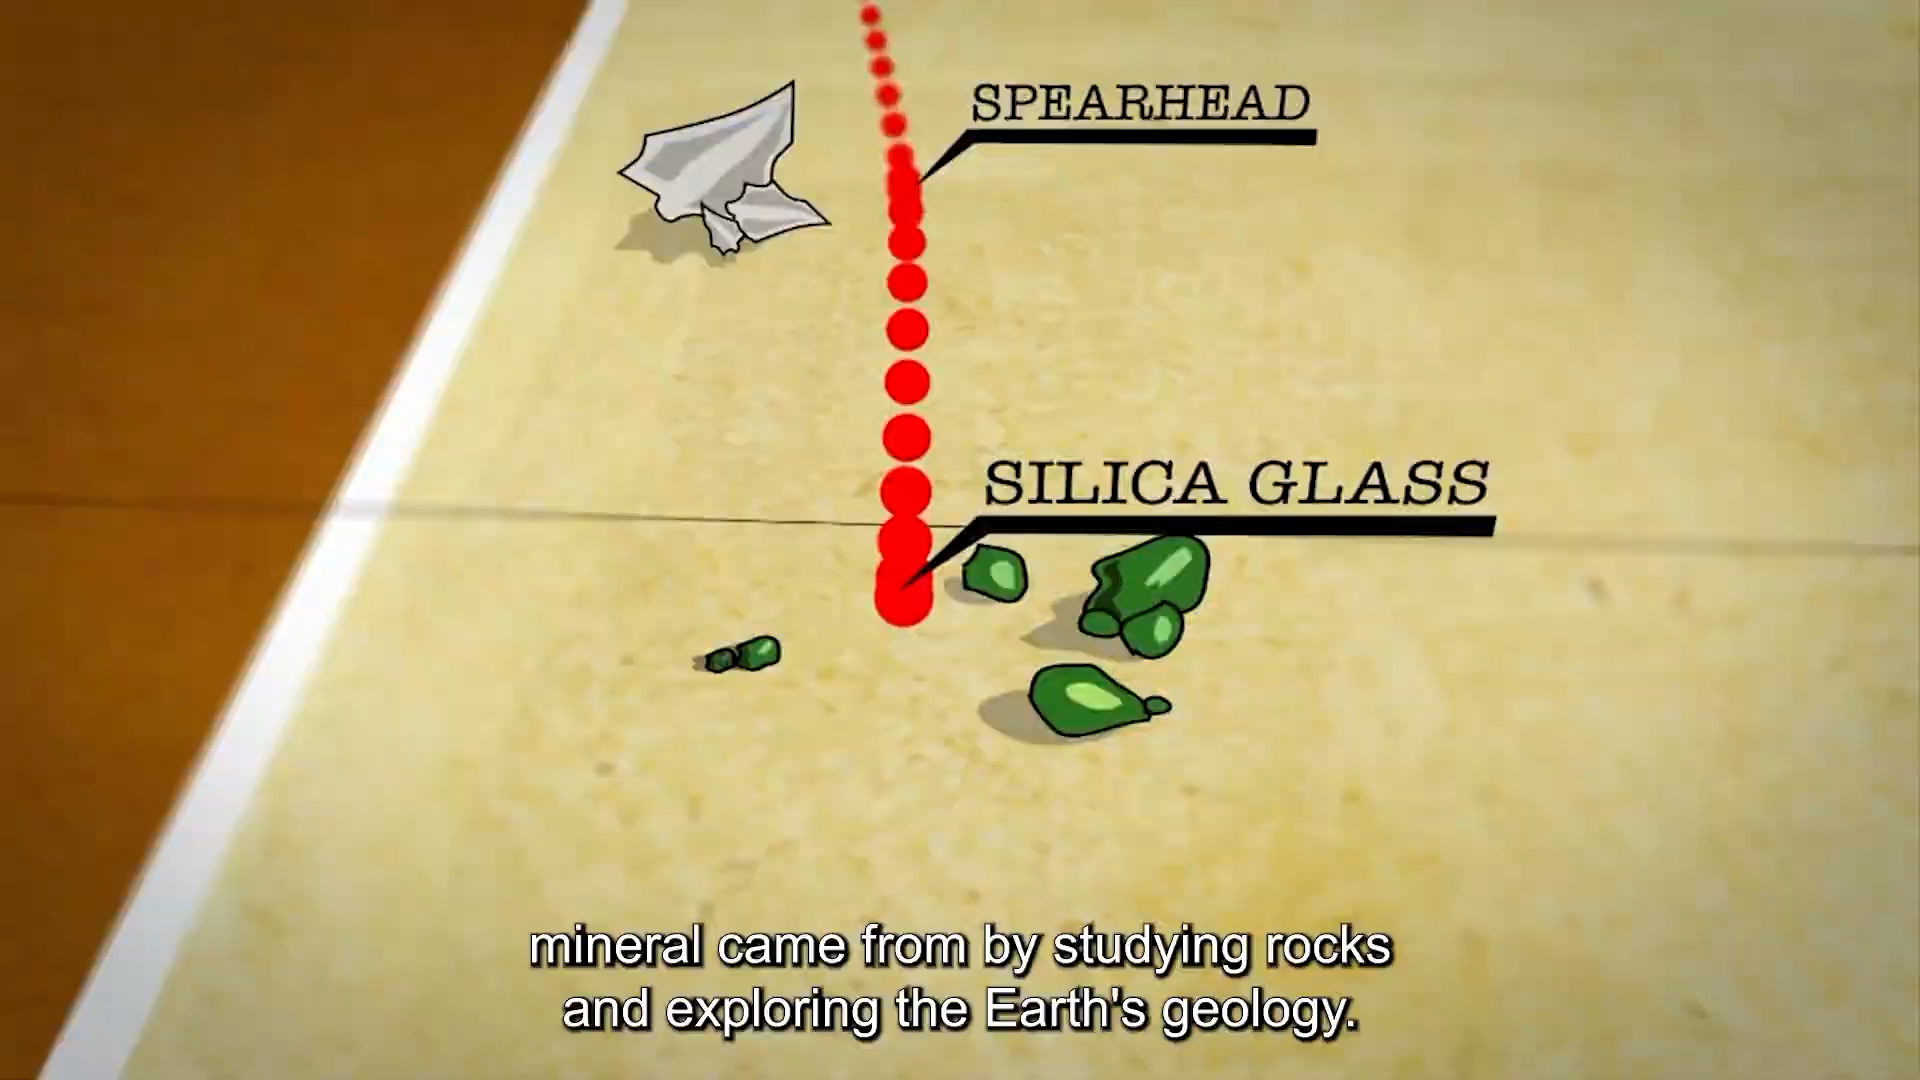 SPEARHEAD
SILICA GLASS
mineral came from by studying rocks
and exploring the Earth's geology.